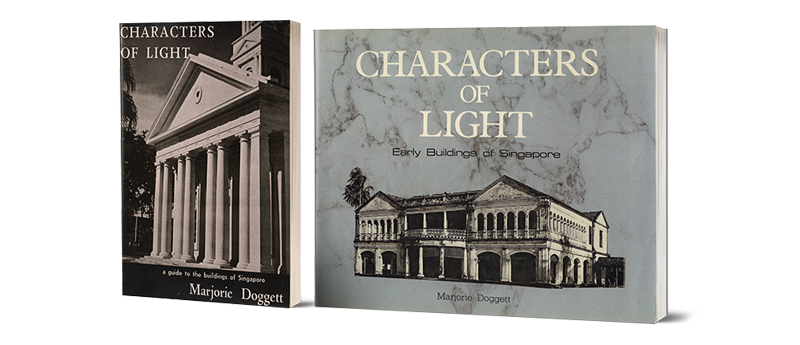 CHARACTERS
OF LIGHT
a guide to the buildings of Singapore
Marjorie Doggett
CHARACTERS
OF
LIGHT
Early Buildings of Singapore
Marjorie Doggett